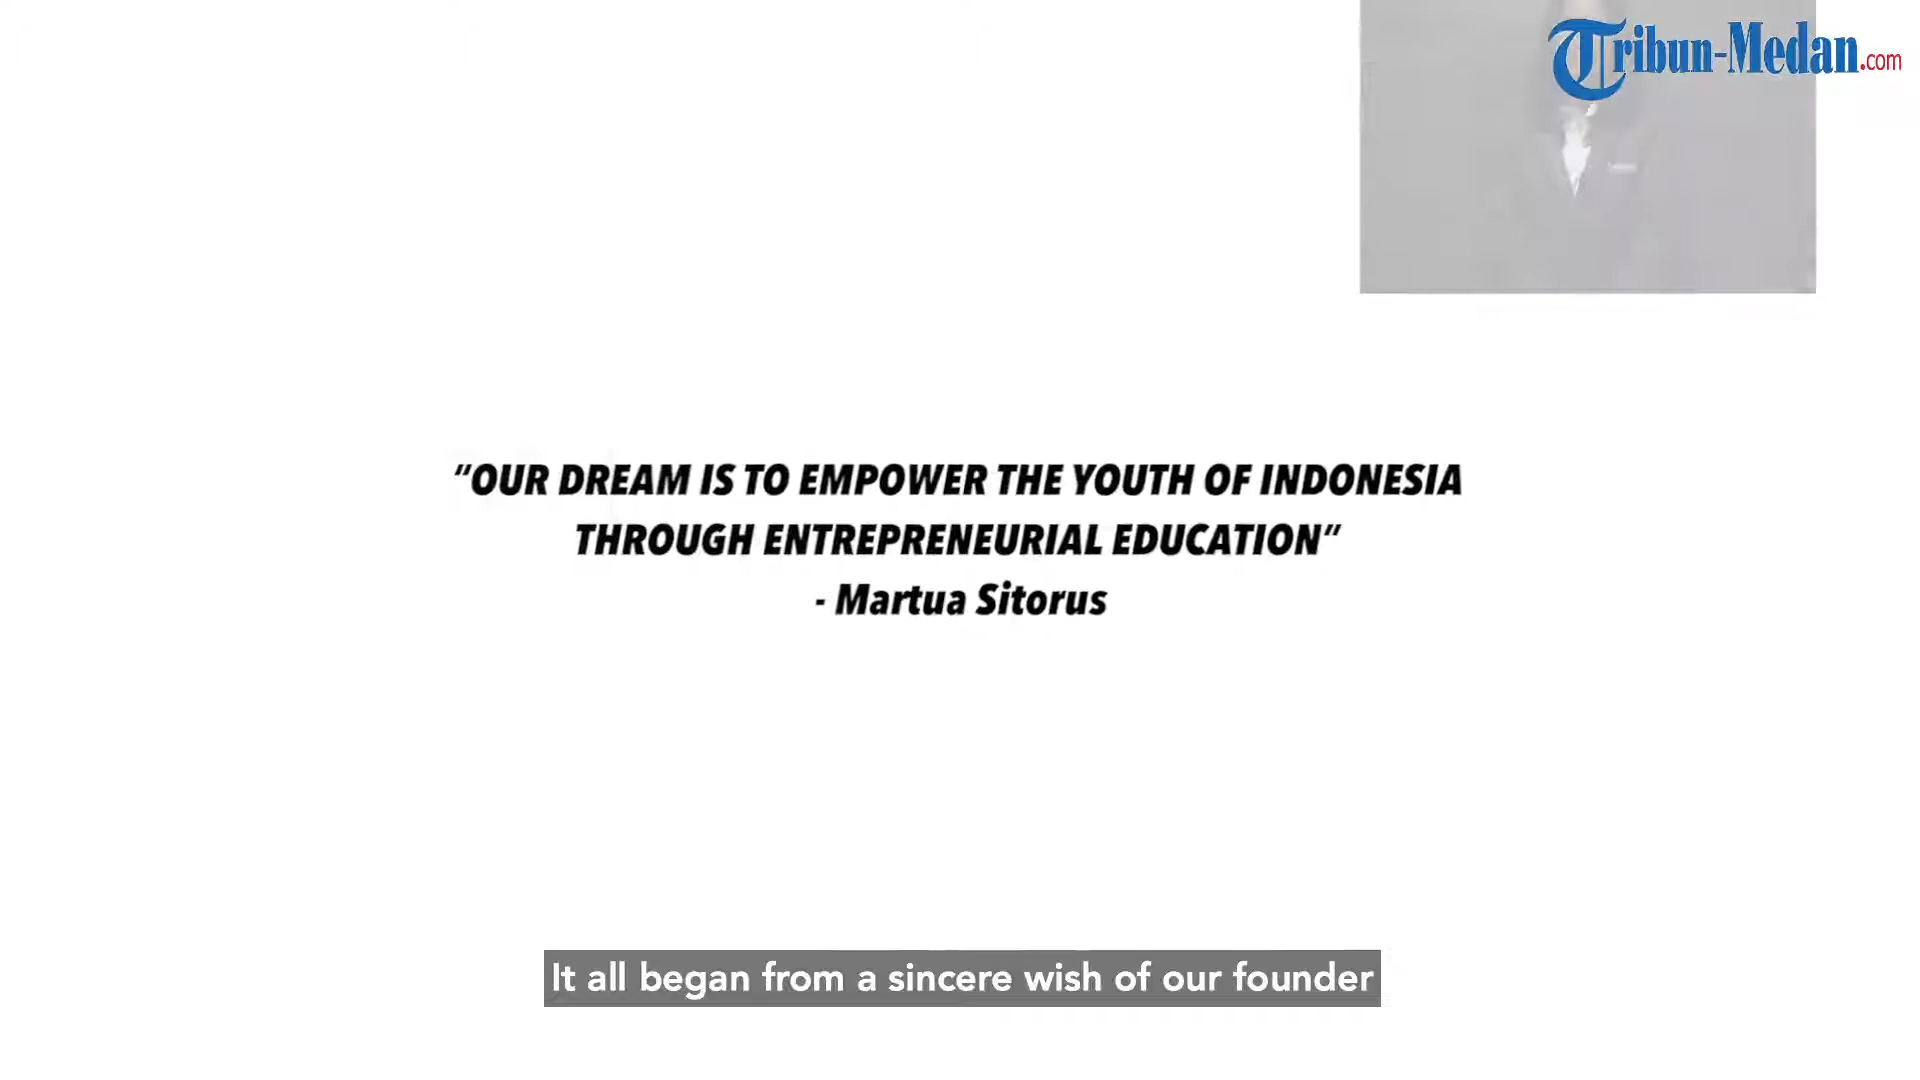 Tribun-Medan.com
“OUR DREAM IS TO EMPOWER THE YOUTH OF INDONESIA
THROUGH ENTREPRENEURIAL EDUCATION”
- Martua Sitorus
It all began from a sincere wish of our founder